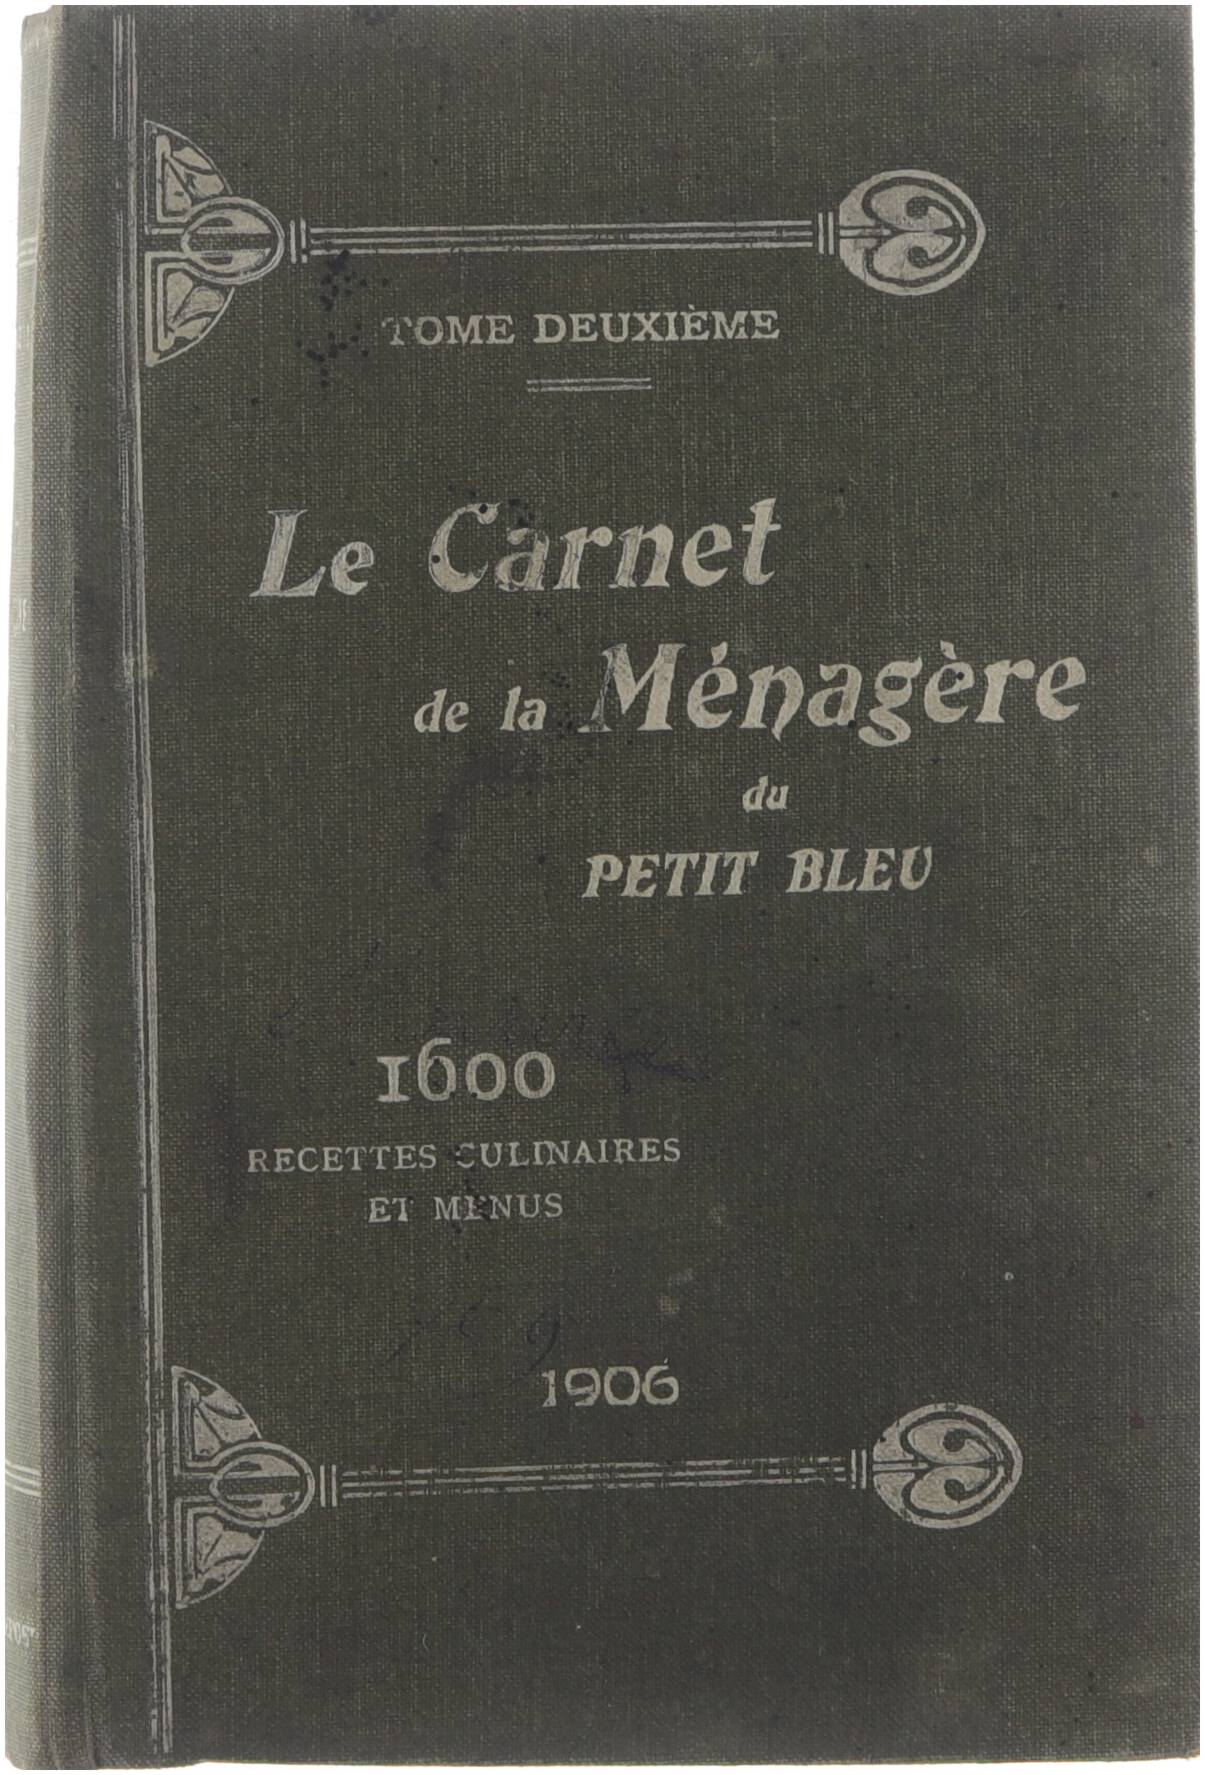 TOME DEUXIÈME
Le Carnet
de la Ménagère
du
PETIT BLEU
1600
RECETTES CULINAIRES
ET MENUS
1906